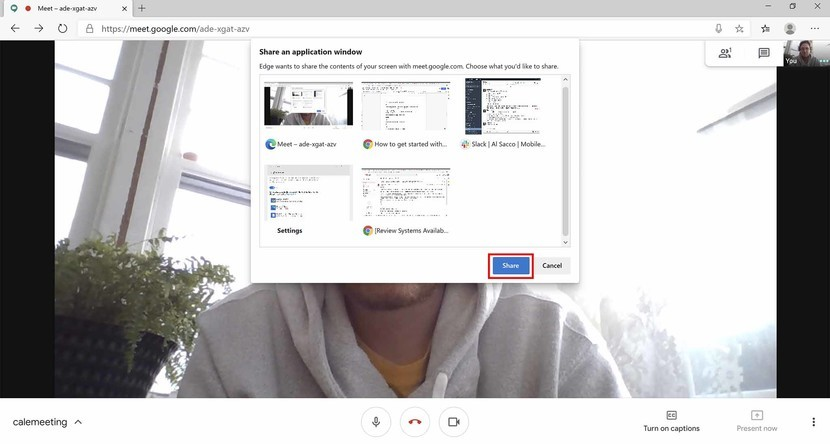 Meet – ade-xgat-azv
https://meet.google.com/ade-xgat-azv
Share an application window
Edge wants to share the contents of your screen with meet.google.com. Choose what you'd like to share.
1
You
Meet – ade-xgat-azv
How to get started with...
Slack | Al Sacco | Mobile...
Settings
[Review Systems Availab...
Share
Cancel
calemeeting
Turn on captions
Present now